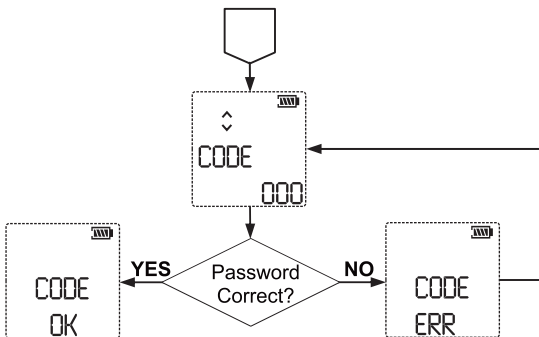 CODE
000
YES
Password
Correct?
NO
CODE
OK
CODE
ERR